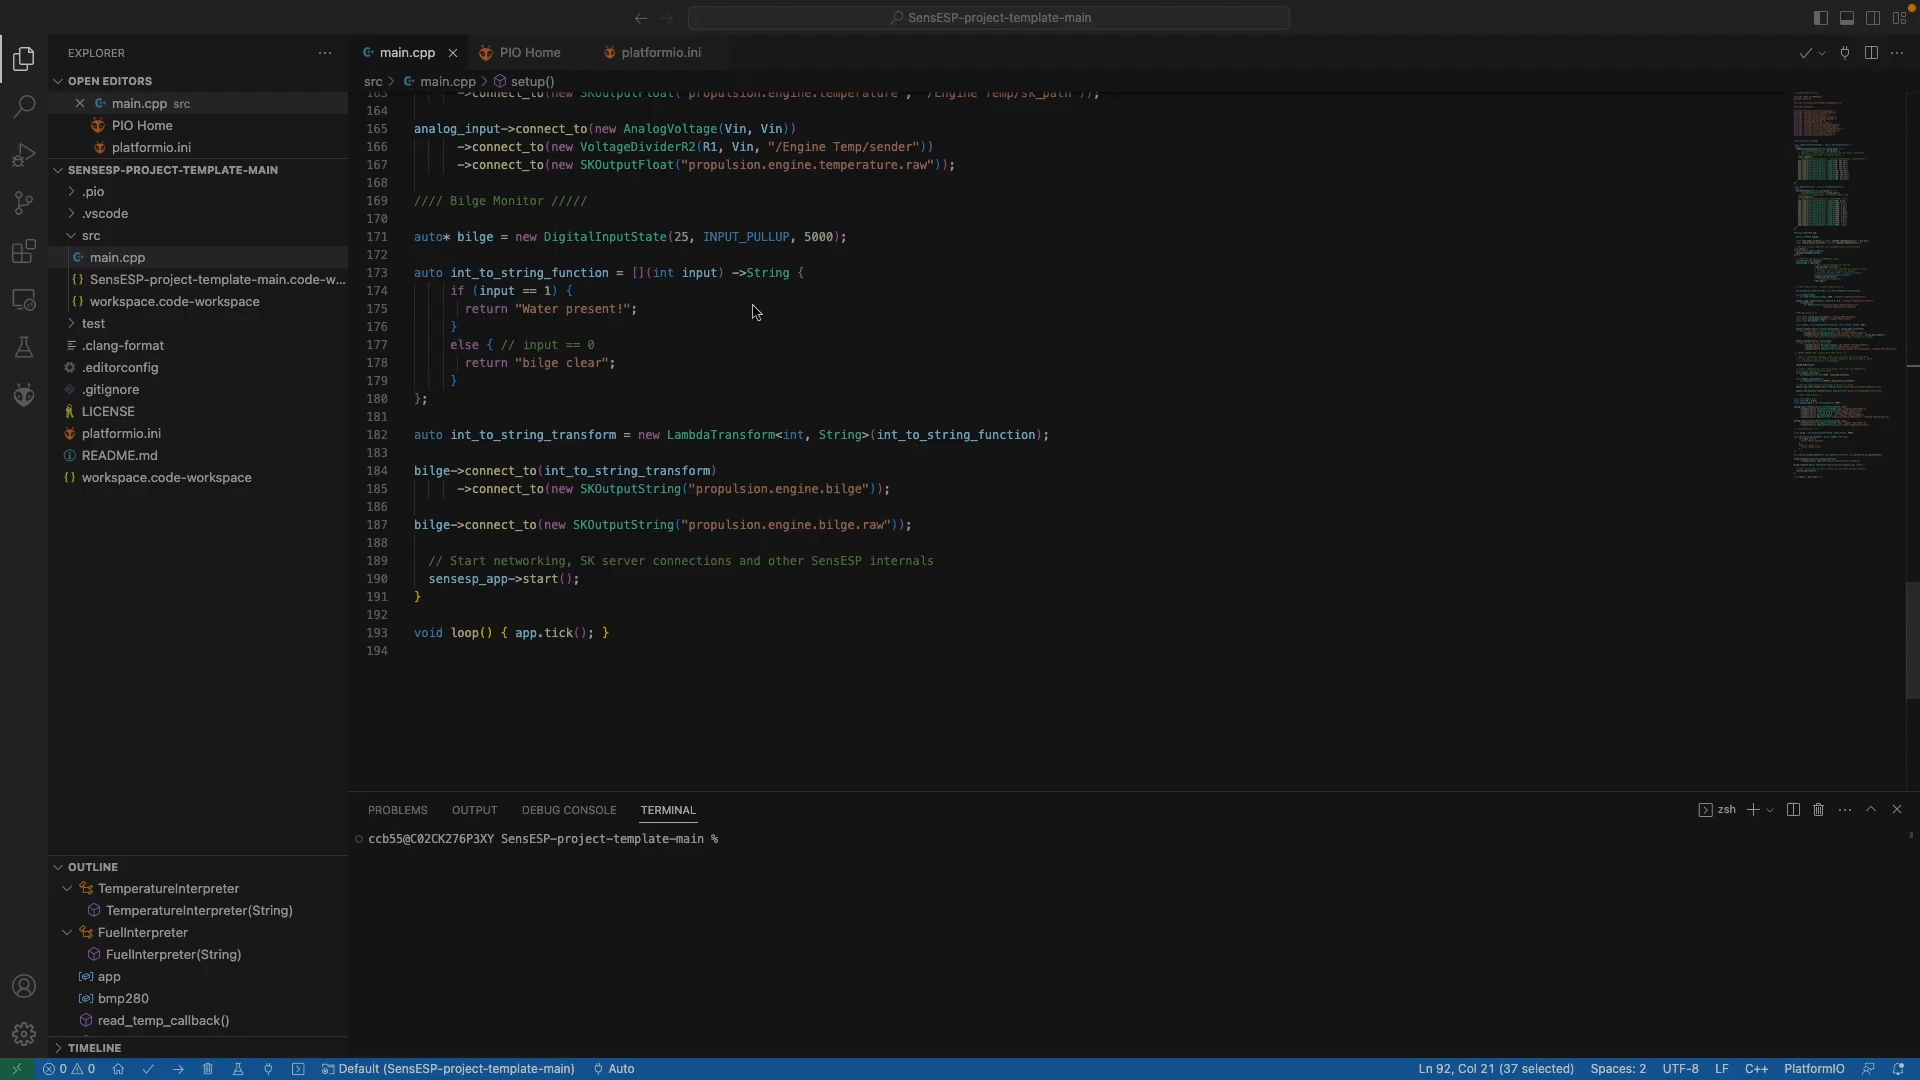 SensESP-project-template-main
EXPLORER
main.cpp
PIO Home
platformio.ini
OPEN EDITORS
main.cpp src
PIO Home
platformio.ini
SENSESP-PROJECT-TEMPLATE-MAIN
.pio
.vscode
src
main.cpp
SensESP-project-template-main.code-w...
workspace.code-workspace
test
.clang-format
.editorconfig
.gitignore
LICENSE
platformio.ini
README.md
workspace.code-workspace
OUTLINE
TemperatureInterpreter
TemperatureInterpreter(String)
FuelInterpreter
FuelInterpreter(String)
app
bmp280
read_temp_callback()
TIMELINE
src > main.cpp > setup()
163 ->connect_to(new SKOutputFloat("propulsion.engine.temperature", "/Engine Temp/sk_path"));
164
165 analog_input->connect_to(new AnalogVoltage(Vin, Vin))
166 ->connect_to(new VoltageDividerR2(R1, Vin, "/Engine Temp/sender"))
167 ->connect_to(new SKOutputFloat("propulsion.engine.temperature.raw"));
168
169 //// Bilge Monitor /////
170
171 auto* bilge = new DigitalInputState(25, INPUT_PULLUP, 5000);
172
173 auto int_to_string_function = [](int input) ->String {
174 if (input == 1) {
175 return "Water present!";
176 }
177 else { // input == 0
178 return "bilge clear";
179 }
180 };
181
182 auto int_to_string_transform = new LambdaTransform<int, String>(int_to_string_function);
183
184 bilge->connect_to(int_to_string_transform)
185 ->connect_to(new SKOutputString("propulsion.engine.bilge"));
186
187 bilge->connect_to(new SKOutputString("propulsion.engine.bilge.raw"));
188
189 // Start networking, SK server connections and other SensESP internals
190 sensesp_app->start();
191 }
192
193 void loop() { app.tick(); }
194
PROBLEMS OUTPUT DEBUG CONSOLE TERMINAL
zsh
ccb55@C02CK276P3XY SensESP-project-template-main %
0 0 Default (SensESP-project-template-main) Auto
Ln 92, Col 21 (37 selected) Spaces: 2 UTF-8 LF C++ PlatformIO